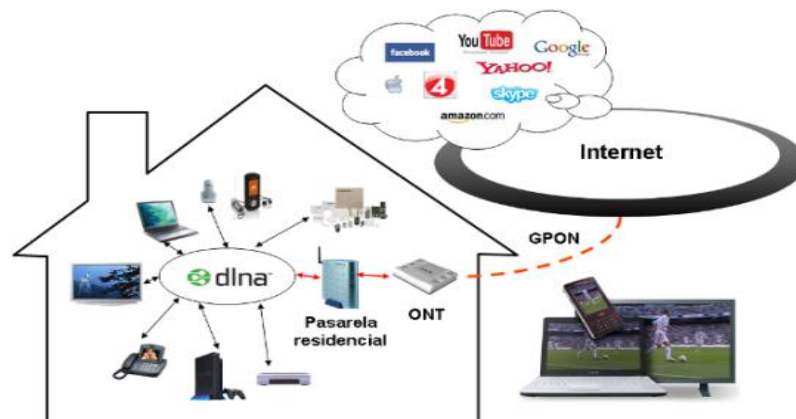 facebook
YouTube
Google
YAHOO!
4
skype
amazon.com
Internet
GPON
dlna
Pasarela
residencial
ONT